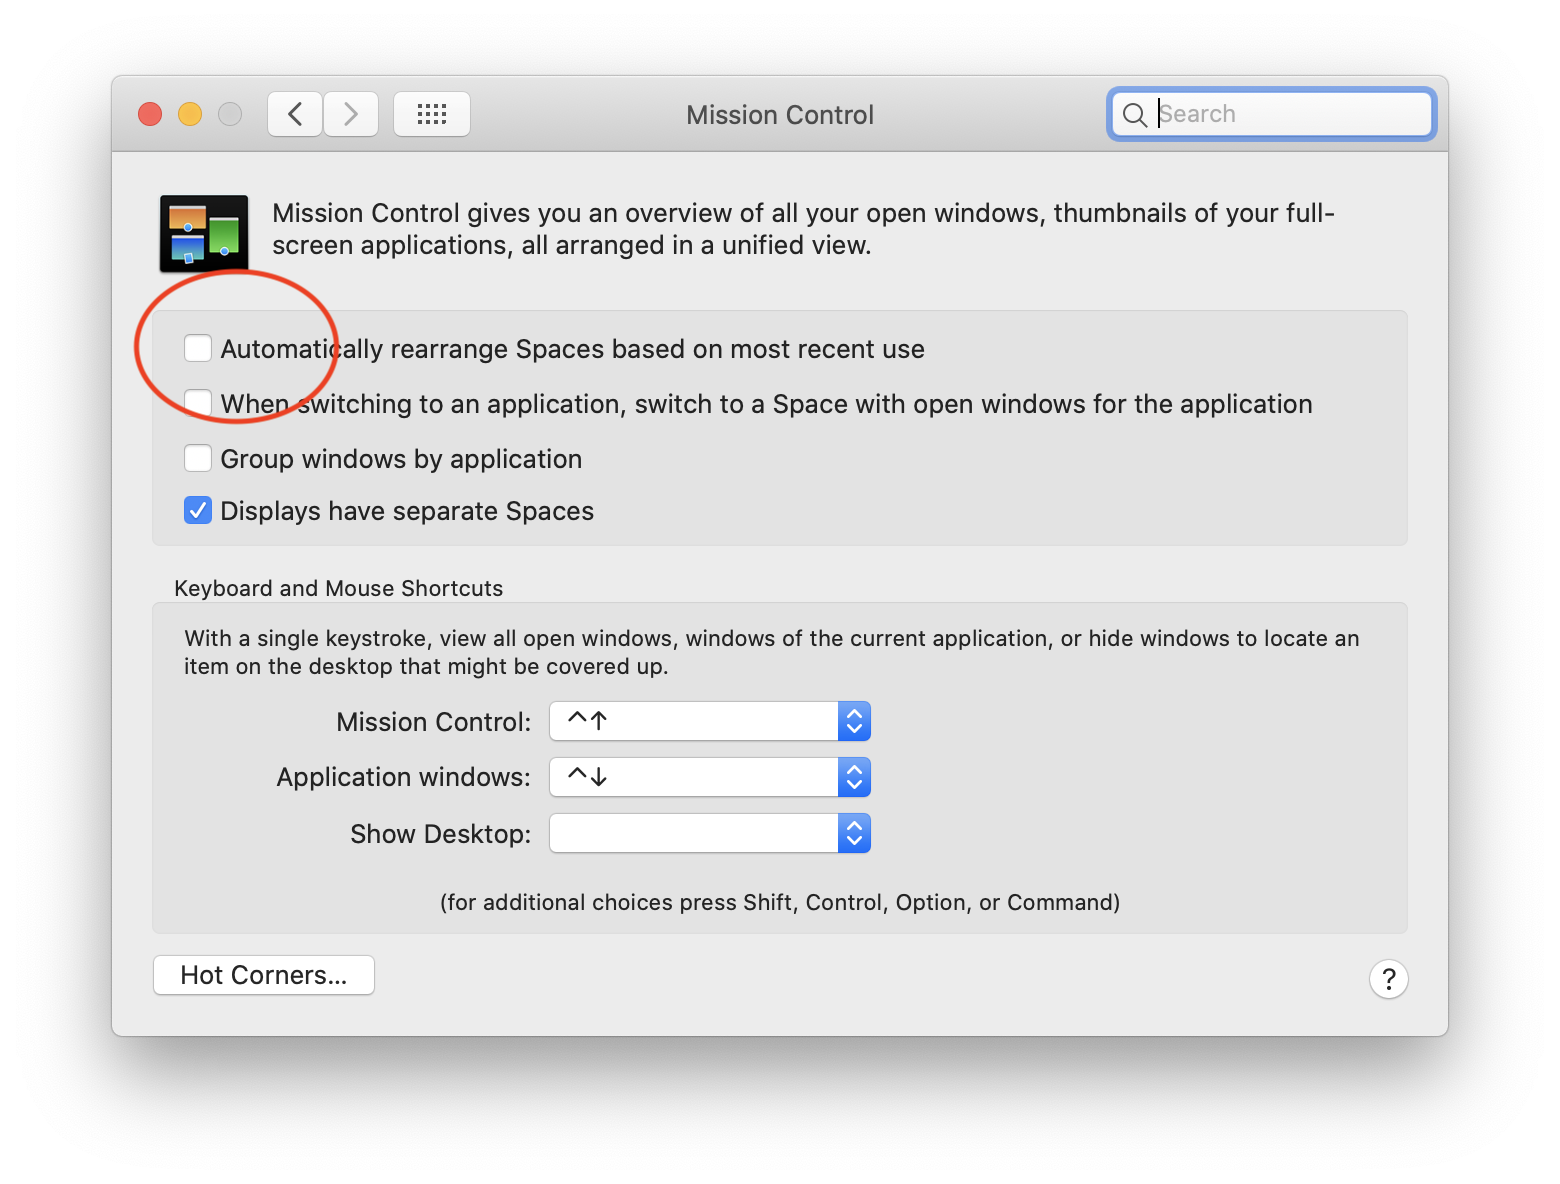 Mission Control
Search
Mission Control gives you an overview of all your open windows, thumbnails of your full-
screen applications, all arranged in a unified view.
Automatically rearrange Spaces based on most recent use
When switching to an application, switch to a Space with open windows for the application
Group windows by application
Displays have separate Spaces
Keyboard and Mouse Shortcuts
With a single keystroke, view all open windows, windows of the current application, or hide windows to locate an
item on the desktop that might be covered up.
Mission Control: ^↑
Application windows: ^↓
Show Desktop:
(for additional choices press Shift, Control, Option, or Command)
Hot Corners...
?